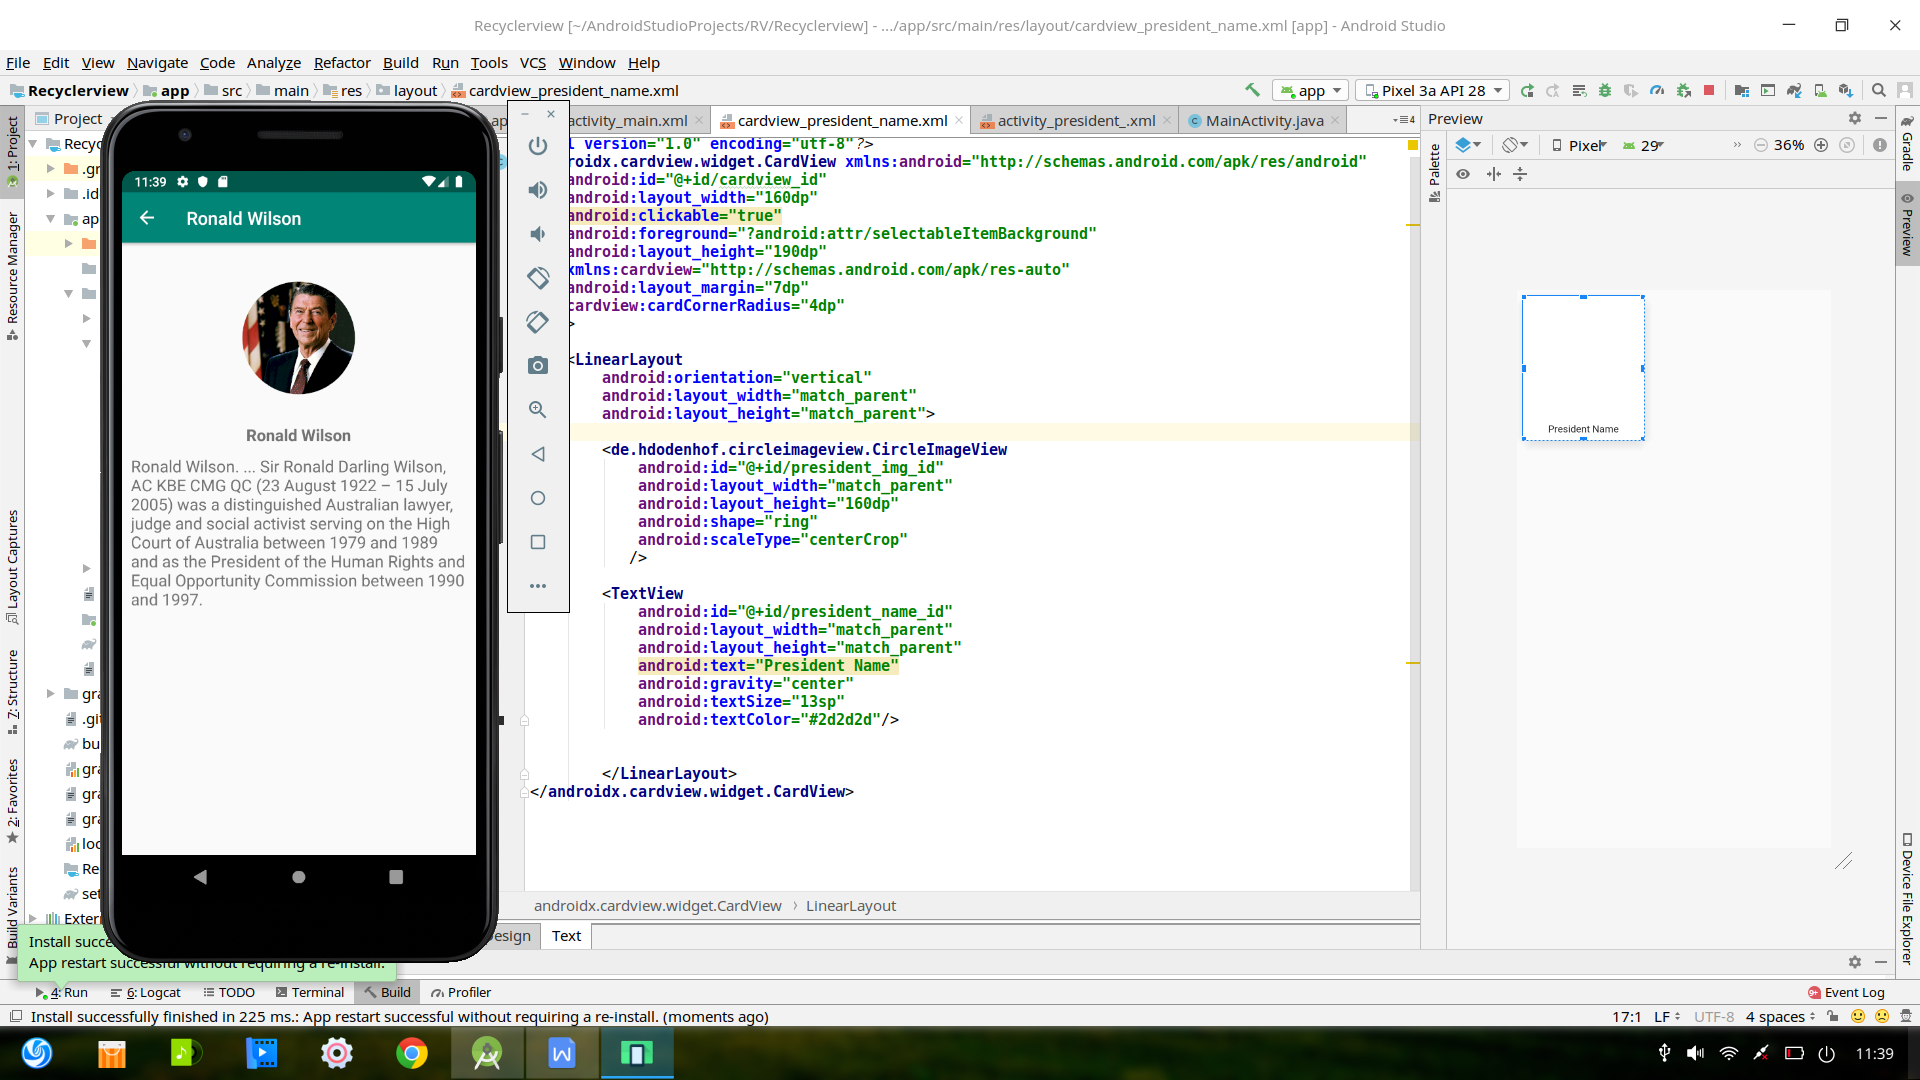 Recyclerview [~/AndroidStudioProjects/RV/Recyclerview] - .../app/src/main/res/layout/cardview_president_name.xml [app] - Android Studio
File Edit View Navigate Code Analyze Refactor Build Run Tools VCS Window Help
Recyclerview app src main res layout cardview_president_name.xml app Pixel 3a API 28
Project ap activity_main.xml cardview_president_name.xml activity_president_.xml MainActivity.java 4 Preview
1: Project
Resource Manager
Layout Captures
7: Structure
2: Favorites
Build Variants
Recyc
.gr
.id
ap
gra
.git
bu
gra
gra
gra
loc
Re
set
Extern
11:39
Ronald Wilson
Ronald Wilson
Ronald Wilson. ... Sir Ronald Darling Wilson,
AC KBE CMG QC (23 August 1922 – 15 July
2005) was a distinguished Australian lawyer,
judge and social activist serving on the High
Court of Australia between 1979 and 1989
and as the President of the Human Rights and
Equal Opportunity Commission between 1990
and 1997.
l version="1.0" encoding="utf-8"?>
roidx.cardview.widget.CardView xmlns:android="http://schemas.android.com/apk/res/android"
android:id="@+id/cardview_id"
android:layout_width="160dp"
android:clickable="true"
android:foreground="?android:attr/selectableItemBackground"
android:layout_height="190dp"
xmlns:cardview="http://schemas.android.com/apk/res-auto"
android:layout_margin="7dp"
cardview:cardCornerRadius="4dp"
>
<LinearLayout
android:orientation="vertical"
android:layout_width="match_parent"
android:layout_height="match_parent">
<de.hdodenhof.circleimageview.CircleImageView
android:id="@+id/president_img_id"
android:layout_width="match_parent"
android:layout_height="160dp"
android:shape="ring"
android:scaleType="centerCrop"
/>
<TextView
android:id="@+id/president_name_id"
android:layout_width="match_parent"
android:layout_height="match_parent"
android:text="President Name"
android:gravity="center"
android:textSize="13sp"
android:textColor="#2d2d2d"/>
</LinearLayout>
</androidx.cardview.widget.CardView>
androidx.cardview.widget.CardView LinearLayout
esign Text
Palette
Pixel 29 36%
President Name
Gradle
Preview
Device File Explorer
Install succe
App restart successful without requiring a re-install.
4: Run 6: Logcat TODO Terminal Build Profiler 9+ Event Log
Install successfully finished in 225 ms.: App restart successful without requiring a re-install. (moments ago) 17:1 LF UTF-8 4 spaces
11:39